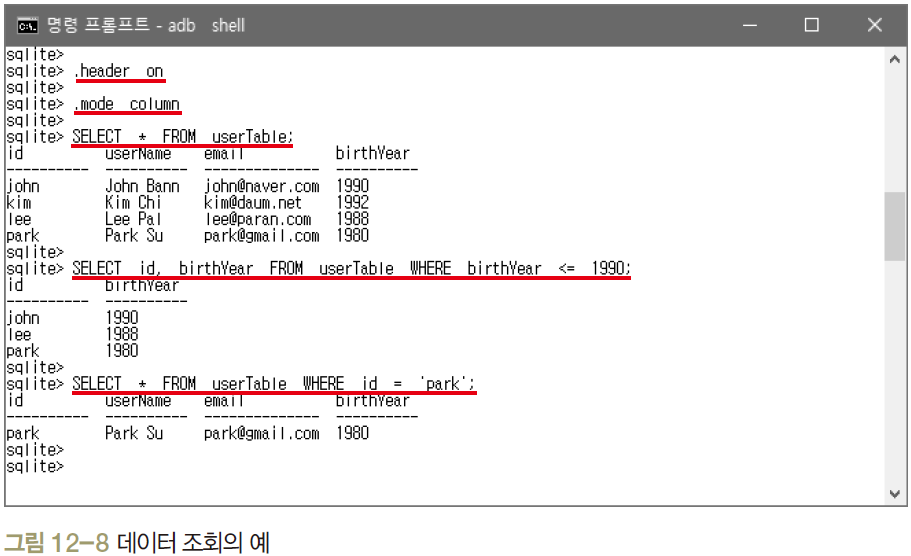 명령 프롬프트 - adb shell
sqlite>
sqlite> .header on
sqlite>
sqlite> .mode column
sqlite>
sqlite> SELECT * FROM userTable;
id userName email birthYear
---------- ---------- -------------- ----------
john John Bann john@naver.com 1990
kim Kim Chi kim@daum.net 1992
lee Lee Pal lee@paran.com 1988
park Park Su park@gmail.com 1980
sqlite>
sqlite> SELECT id, birthYear FROM userTable WHERE birthYear <= 1990;
id birthYear
---------- ----------
john 1990
lee 1988
park 1980
sqlite>
sqlite> SELECT * FROM userTable WHERE id = 'park';
id userName email birthYear
---------- ---------- -------------- ----------
park Park Su park@gmail.com 1980
sqlite>
sqlite>
그림 12-8 데이터 조회의 예